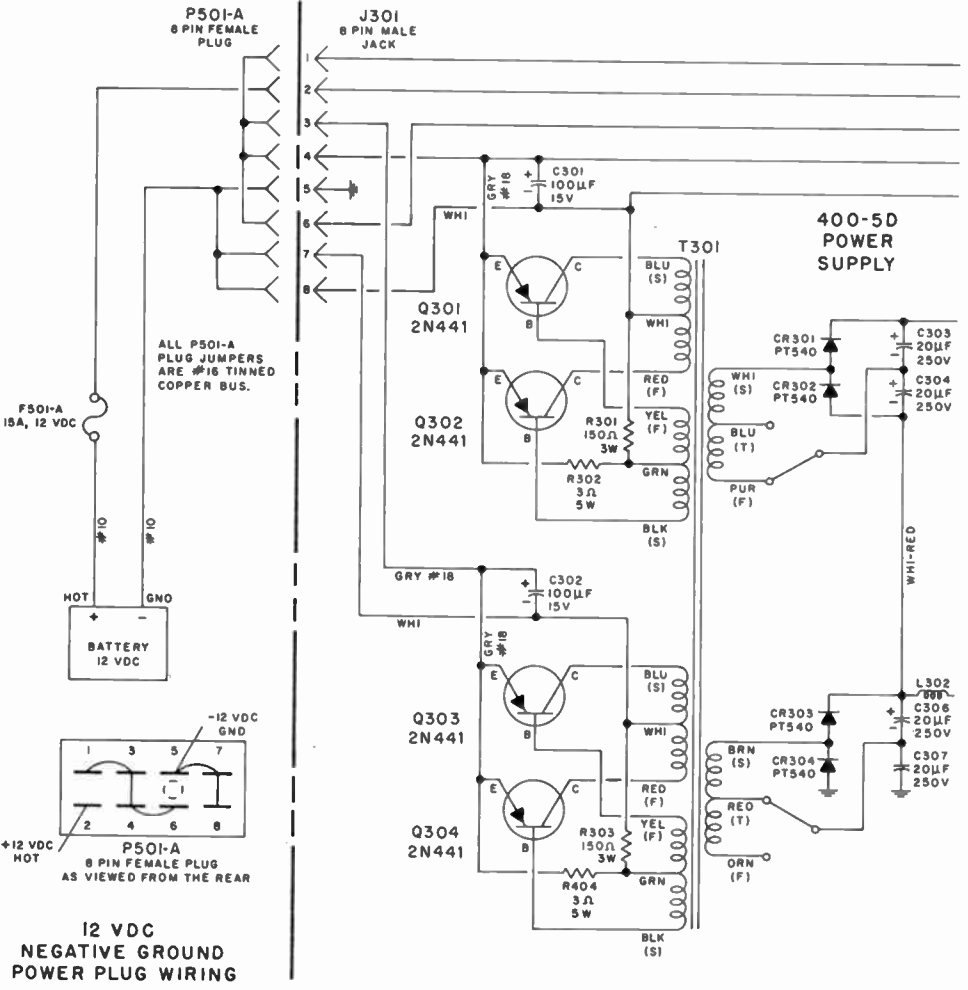 P501-A
8 PIN FEMALE
PLUG
J301
8 PIN MALE
JACK
1
2
3
4
5
6
7
8
GRY
#18
+
-
C301
100µF
15V
WHI
400-5D
POWER
SUPPLY
T301
E
C
B
Q301
2N441
BLU
(S)
WHI
RED
(F)
E
C
B
Q302
2N441
YEL
(F)
R301
150Ω
3W
GRN
R302
3Ω
5W
BLK
(S)
WHI
(S)
BLU
(T)
PUR
(F)
CR301
PT540
CR302
PT540
+
-
C303
20µF
250V
+
-
C304
20µF
250V
WHI-RED
ALL P501-A
PLUG JUMPERS
ARE #16 TINNED
COPPER BUS.
F501-A
15A, 12 VDC
#10
#10
HOT
GND
+
-
BATTERY
12 VDC
GRY #18
+
-
C302
100µF
15V
WHI
GRY
#18
E
C
B
Q303
2N441
BLU
(S)
WHI
RED
(F)
E
C
B
Q304
2N441
YEL
(F)
R303
150Ω
3W
GRN
R404
3Ω
5W
BLK
(S)
BRN
(S)
RED
(T)
ORN
(F)
CR303
PT540
CR304
PT540
L302
+
-
C306
20µF
250V
C307
20µF
250V
-12 VDC
GND
1 3 5 7
2 4 6 8
+12 VDC
HOT
P501-A
8 PIN FEMALE PLUG
AS VIEWED FROM THE REAR
12 VDC
NEGATIVE GROUND
POWER PLUG WIRING